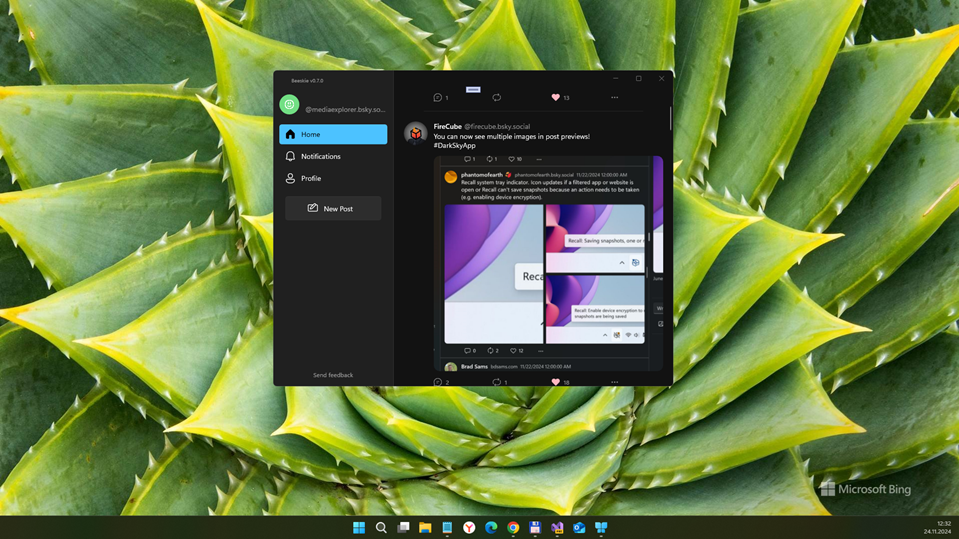 Beeskie v0.7.0
@mediaexplorer.bsky.so...
Home
Notifications
Profile
New Post
Send feedback
1
13
FireCube @firecube.bsky.social
You can now see multiple images in post previews!
#DarkSkyApp
1 1 10
phantomofearth phantomofearth.bsky.social 11/22/2024 12:00:00 AM
Recall system tray indicator. Icon updates if a filtered app or website is
open or Recall can't save snapshots because an action needs to be taken
(e.g. enabling device encryption).
Reca
Recall: Saving snapshots, one or
Recall: Enable device encryption to
snapshots are being saved
June
0 2 12
Brad Sams bdsams.com 11/22/2024 12:00:00 AM
2 1 18
Microsoft Bing
12:32
24.11.2024